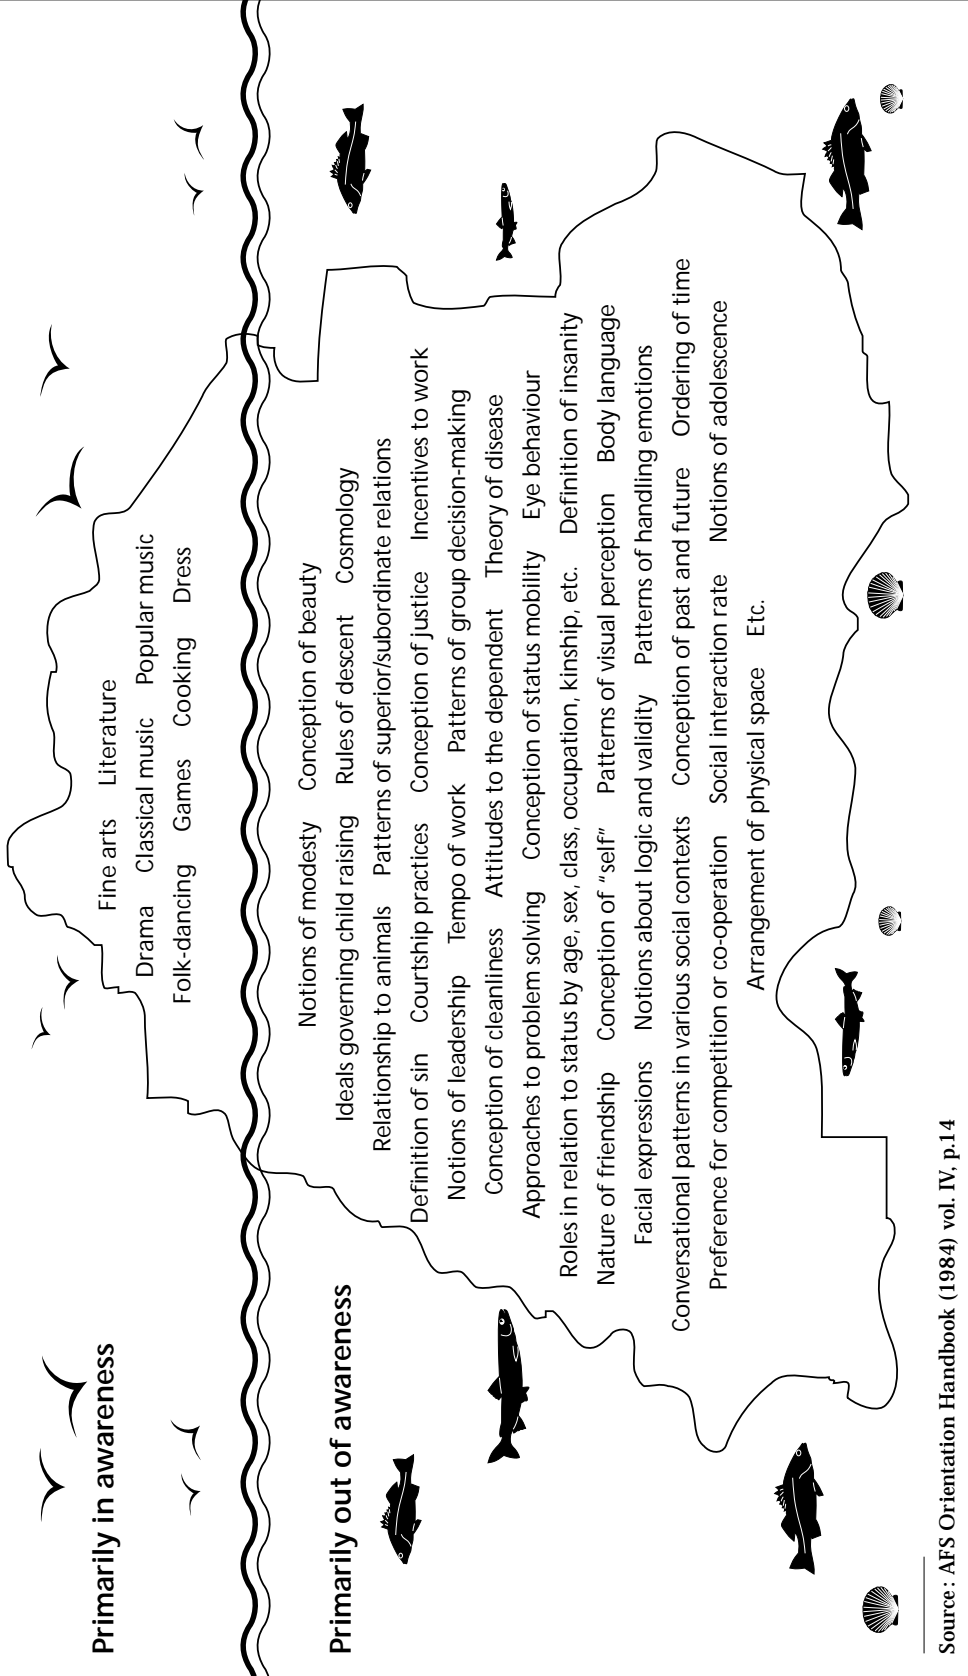 Primarily in awareness
Fine arts Literature
Drama Classical music Popular music
Folk-dancing Games Cooking Dress
Primarily out of awareness
Notions of modesty Conception of beauty
Ideals governing child raising Rules of descent Cosmology
Relationship to animals Patterns of superior/subordinate relations
Definition of sin Courtship practices Conception of justice Incentives to work
Notions of leadership Tempo of work Patterns of group decision-making
Conception of cleanliness Attitudes to the dependent Theory of disease
Approaches to problem solving Conception of status mobility Eye behaviour
Roles in relation to status by age, sex, class, occupation, kinship, etc. Definition of insanity
Nature of friendship Conception of “self” Patterns of visual perception Body language
Facial expressions Notions about logic and validity Patterns of handling emotions
Conversational patterns in various social contexts Conception of past and future Ordering of time
Preference for competition or co-operation Social interaction rate Notions of adolescence
Arrangement of physical space Etc.
Source: AFS Orientation Handbook (1984) vol. IV, p.14